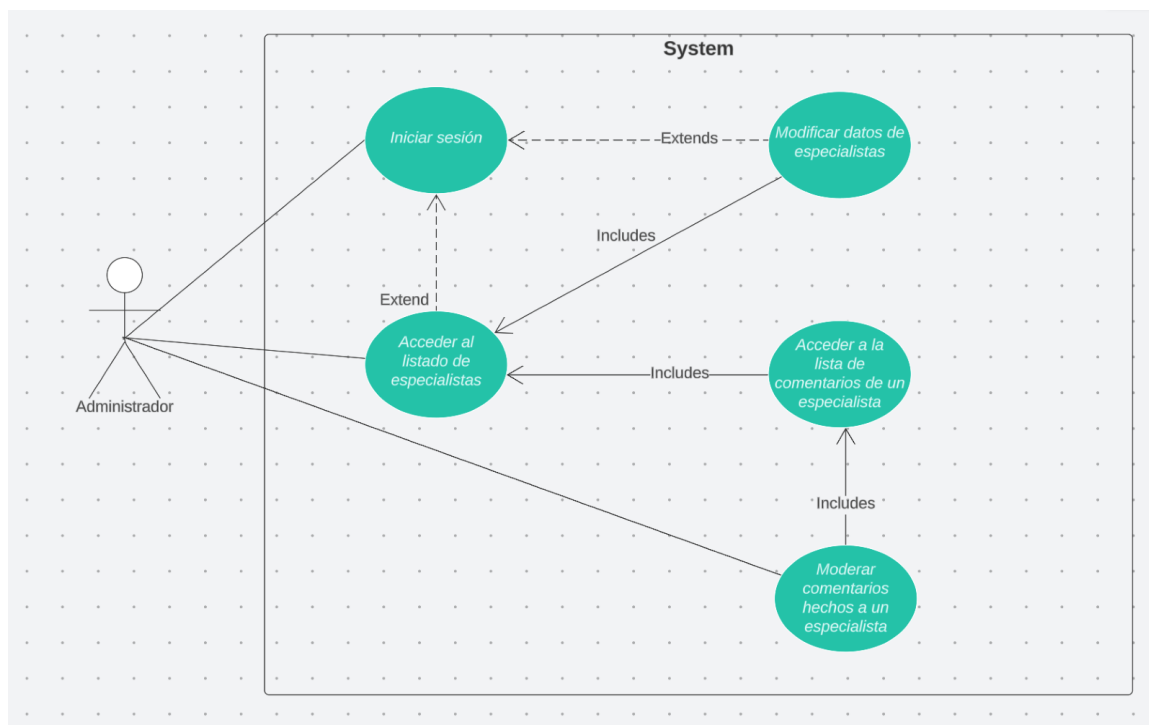 System
Iniciar sesión
Extends
Modificar datos de
especialistas
Includes
Extend
Acceder al
listado de
especialistas
Includes
Acceder a la
lista de
comentarios de un
especialista
Administrador
Includes
Moderar
comentarios
hechos a un
especialista